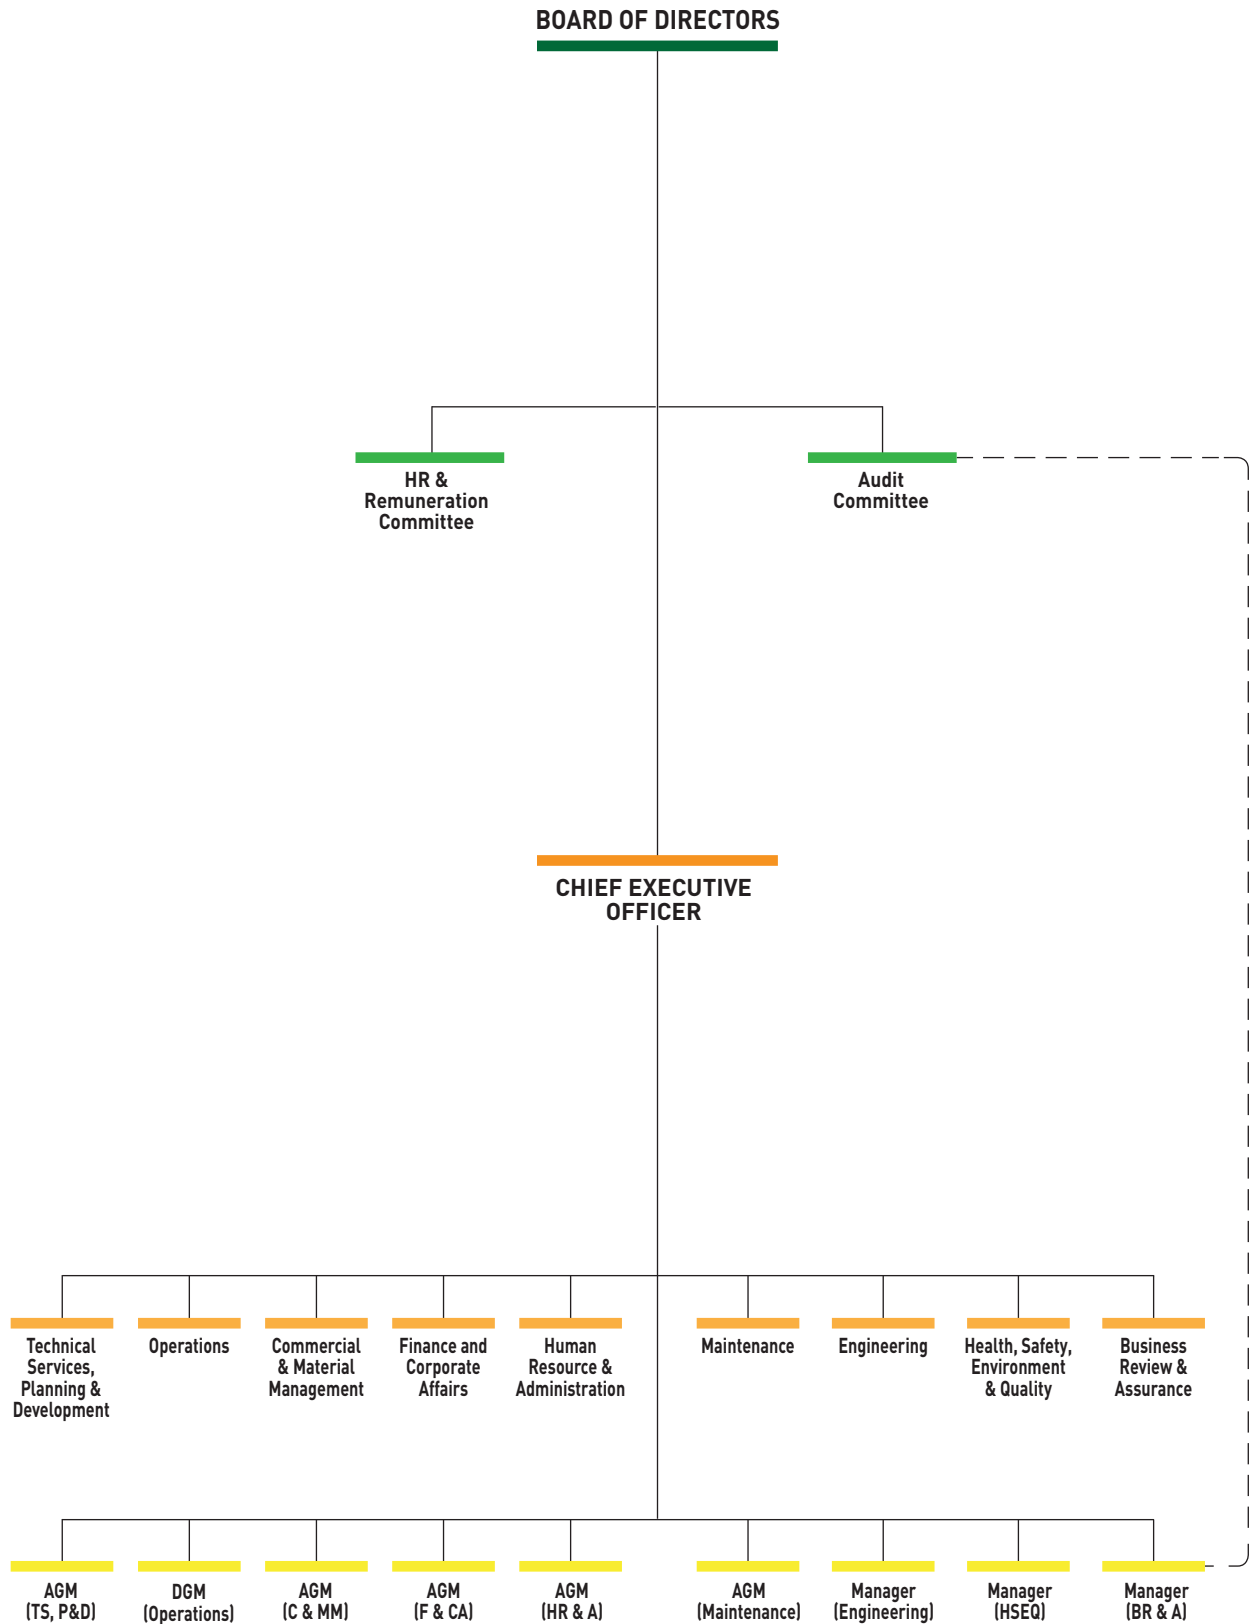 BOARD OF DIRECTORS
HR &
Remuneration
Committee
Audit
Committee
CHIEF EXECUTIVE
OFFICER
Technical
Services,
Planning &
Development
Operations
Commercial
& Material
Management
Finance and
Corporate
Affairs
Human
Resource &
Administration
Maintenance
Engineering
Health, Safety,
Environment
& Quality
Business
Review &
Assurance
AGM
(TS, P&D)
DGM
(Operations)
AGM
(C & MM)
AGM
(F & CA)
AGM
(HR & A)
AGM
(Maintenance)
Manager
(Engineering)
Manager
(HSEQ)
Manager
(BR & A)